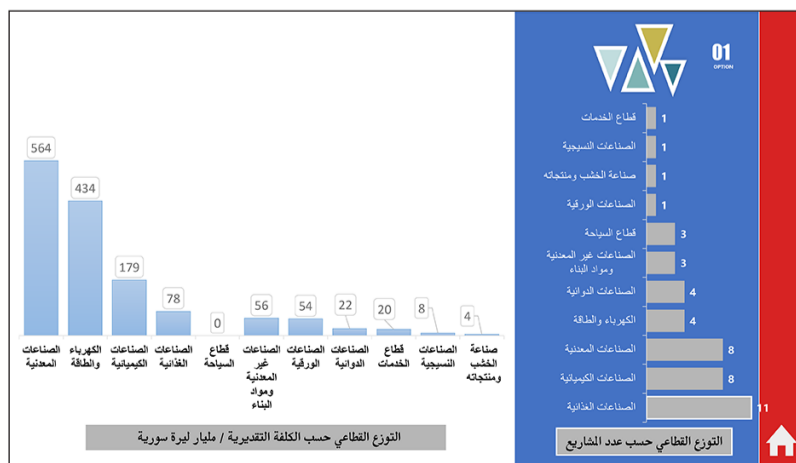 01
OPTION
قطاع الخدمات
1
الصناعات النسيجية
1
صناعة الخشب ومنتجاته
1
الصناعات الورقية
1
قطاع السياحة
3
الصناعات غير المعدنية
ومواد البناء
3
الصناعات الدوائية
4
الكهرباء والطاقة
4
الصناعات المعدنية
8
الصناعات الكيميائية
8
الصناعات الغذائية
11
التوزع القطاعي حسب عدد المشاريع
564
434
179
78
0
56
54
22
20
8
4
الصناعات
المعدنية
الكهرباء
والطاقة
الصناعات
الكيميائية
الصناعات
الغذائية
قطاع
السياحة
الصناعات
غير
المعدنية
ومواد
البناء
الصناعات
الورقية
الصناعات
الدوائية
قطاع
الخدمات
الصناعات
النسيجية
صناعة
الخشب
ومنتجاته
التوزع القطاعي حسب الكلفة التقديرية / مليار ليرة سورية